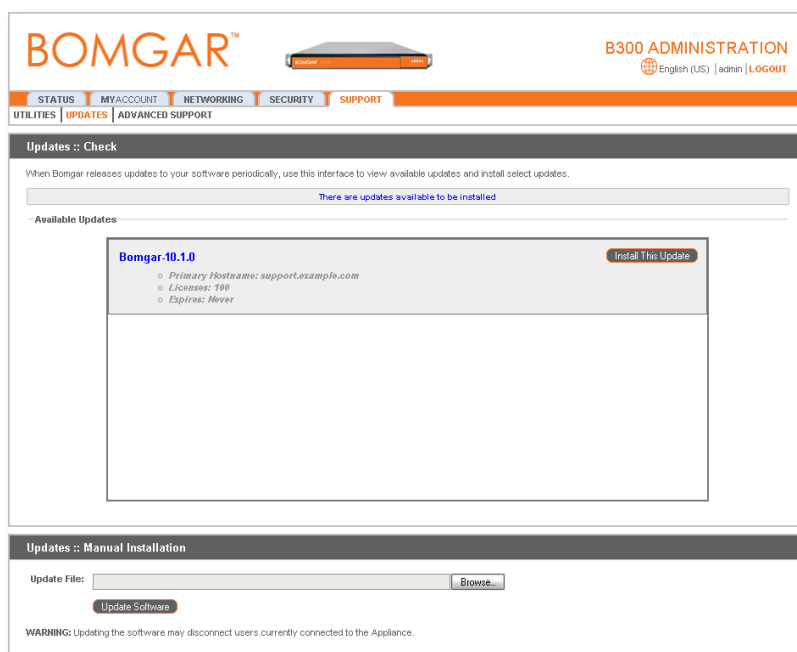 BOMGAR™
BOMGAR
B300 ADMINISTRATION
English (US) | admin | LOGOUT
STATUS MYACCOUNT NETWORKING SECURITY SUPPORT
UTILITIES | UPDATES | ADVANCED SUPPORT
Updates :: Check
When Bomgar releases updates to your software periodically, use this interface to view available updates and install select updates.
There are updates available to be installed
Available Updates
Bomgar-10.1.0
Install This Update
Primary Hostname: support.example.com
Licenses: 100
Expires: Never
Updates :: Manual Installation
Update File:
Browse...
Update Software
WARNING: Updating the software may disconnect users currently connected to the Appliance.